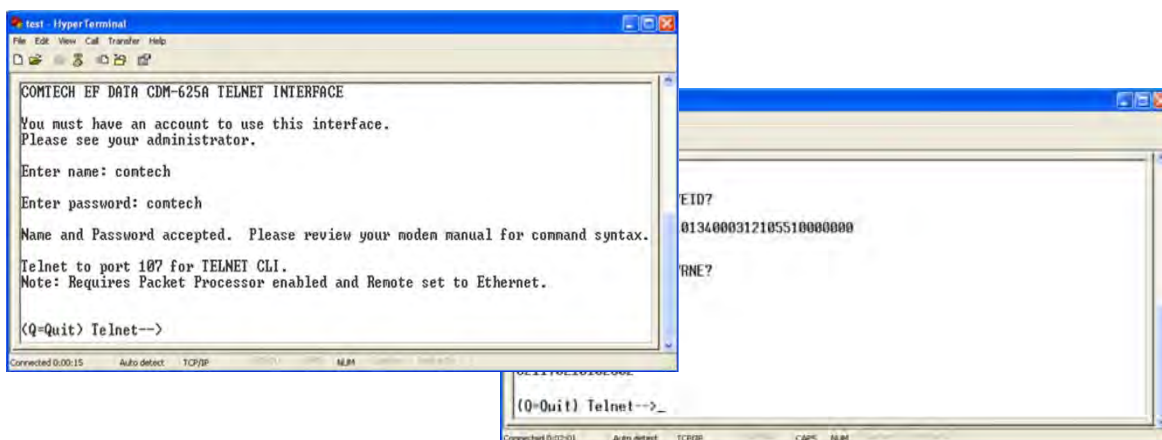 test - HyperTerminal
File Edit View Call Transfer Help
COMTECH EF DATA CDM-625A TELNET INTERFACE
You must have an account to use this interface.
Please see your administrator.
Enter name: comtech
Enter password: comtech
Name and Password accepted. Please review your modem manual for command syntax.
Telnet to port 107 for TELNET CLI.
Note: Requires Packet Processor enabled and Remote set to Ethernet.
(Q=Quit) Telnet-->
Connected 0:00:15 Auto detect TCP/IP NUM
EID?
0134000312105510000000
RNE?
(Q=Quit) Telnet-->_
Connected 0:02:01 Auto detect TCP/IP CAPS NUM